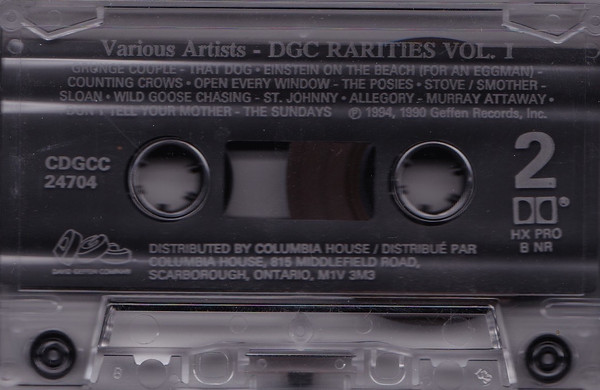 Various Artists - DGC RARITIES VOL. I
GRUNGE COUPLE - THAT DOG • EINSTEIN ON THE BEACH (FOR AN EGGMAN) -
COUNTING CROWS • OPEN EVERY WINDOW - THE POSIES • STOVE / SMOTHER -
SLOAN • WILD GOOSE CHASING - ST. JOHNNY • ALLEGORY - MURRAY ATTAWAY •
DON'T TELL YOUR MOTHER - THE SUNDAYS ℗ 1994, 1990 Geffen Records, Inc.
CDGCC
24704
2
HX PRO
B NR
DAVID GEFFEN COMPANY
DISTRIBUTED BY COLUMBIA HOUSE / DISTRIBUÉ PAR
COLUMBIA HOUSE, 815 MIDDLEFIELD ROAD,
SCARBOROUGH, ONTARIO, M1V 3M3